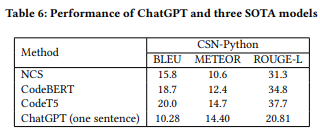 Table 6: Performance of ChatGPT and three SOTA models
Method CSN-Python
BLEU METEOR ROUGE-L
NCS 15.8 10.6 31.3
CodeBERT 18.7 12.4 34.8
CodeT5 20.0 14.7 37.7
ChatGPT (one sentence) 10.28 14.40 20.81